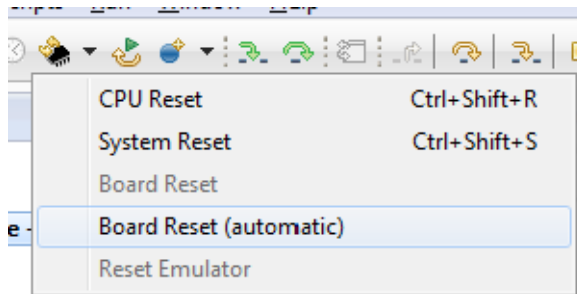 CPU Reset Ctrl+Shift+R
System Reset Ctrl+Shift+S
Board Reset
Board Reset (automatic)
Reset Emulator